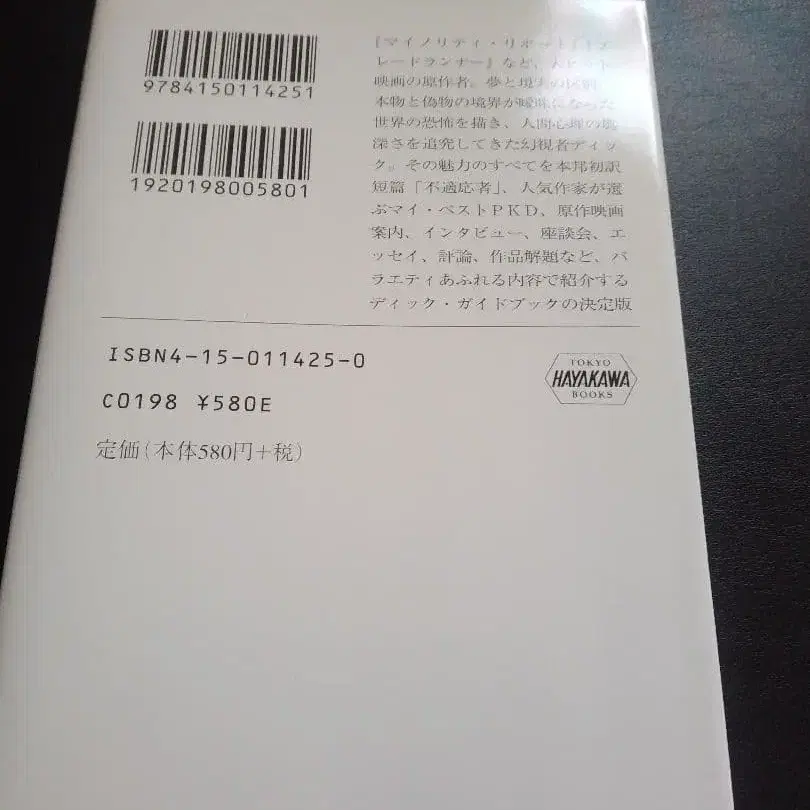 9784150114251
1920198005801
『マイノリティ・リポート』『ブ
レードランナー』など、大ヒット
映画の原作者。夢と現実の区別、
本物と偽物の境界が曖昧になった
世界の恐怖を描き、人間心理の奥
深さを追究してきた幻視者ディッ
ク。その魅力のすべてを本邦初訳
短篇「不適応者」、人気作家が選
ぶマイ・ベストPKD、原作映画
案内、インタビュー、座談会、エ
ッセイ、評論、作品解題など、バ
ラエティあふれる内容で紹介する
ディック・ガイドブックの決定版
ISBN4-15-011425-0
C0198 ¥580E
定価(本体580円+税)
TOKYO
HAYAKAWA
BOOKS